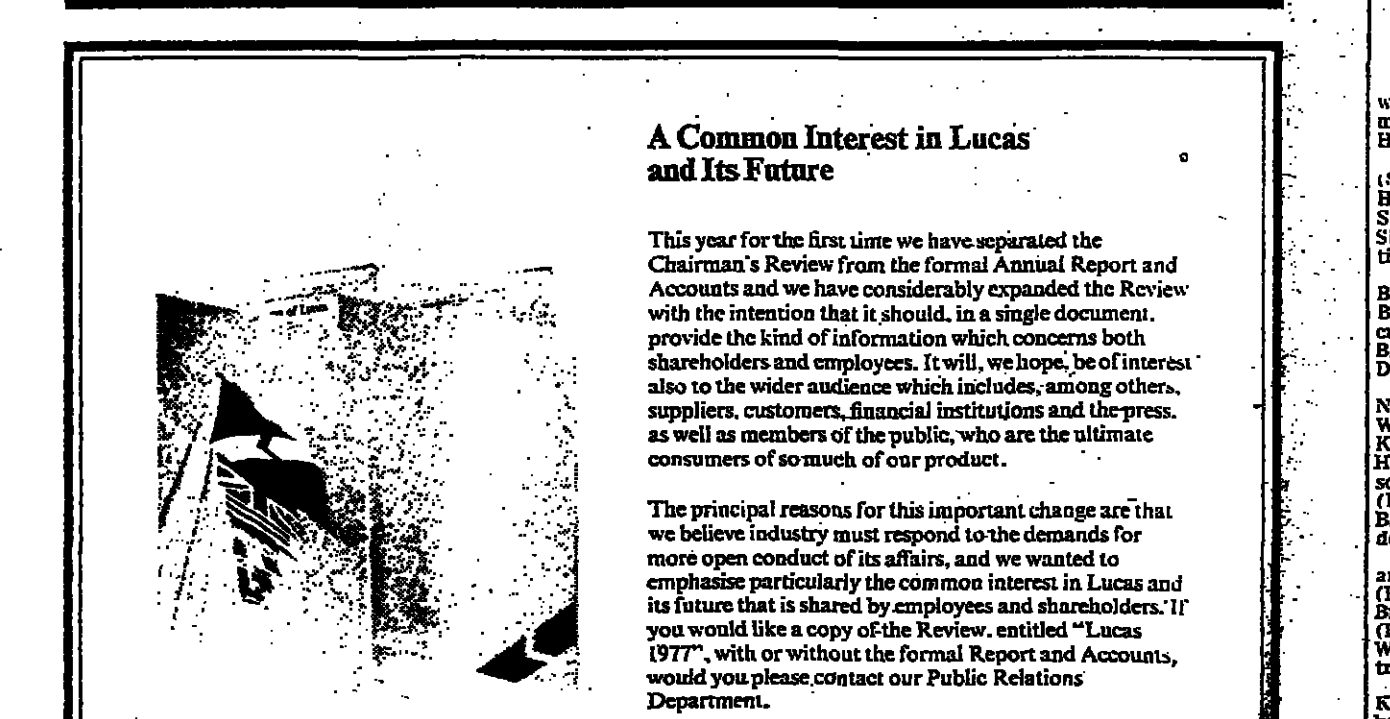 A Common Interest in Lucas
and Its Future
This year for the first time we have separated the
Chairman's Review from the formal Annual Report and
Accounts and we have considerably expanded the Review
with the intention that it should, in a single document,
provide the kind of information which concerns both
shareholders and employees. It will, we hope, be of interest
also to the wider audience which includes, among others,
suppliers, customers, financial institutions and the press,
as well as members of the public, who are the ultimate
consumers of so much of our product.
The principal reasons for this important change are that
we believe industry must respond to the demands for
more open conduct of its affairs, and we wanted to
emphasise particularly the common interest in Lucas and
its future that is shared by employees and shareholders. If
you would like a copy of the Review, entitled "Lucas
1977", with or without the formal Report and Accounts,
would you please contact our Public Relations
Department.
of Lucas